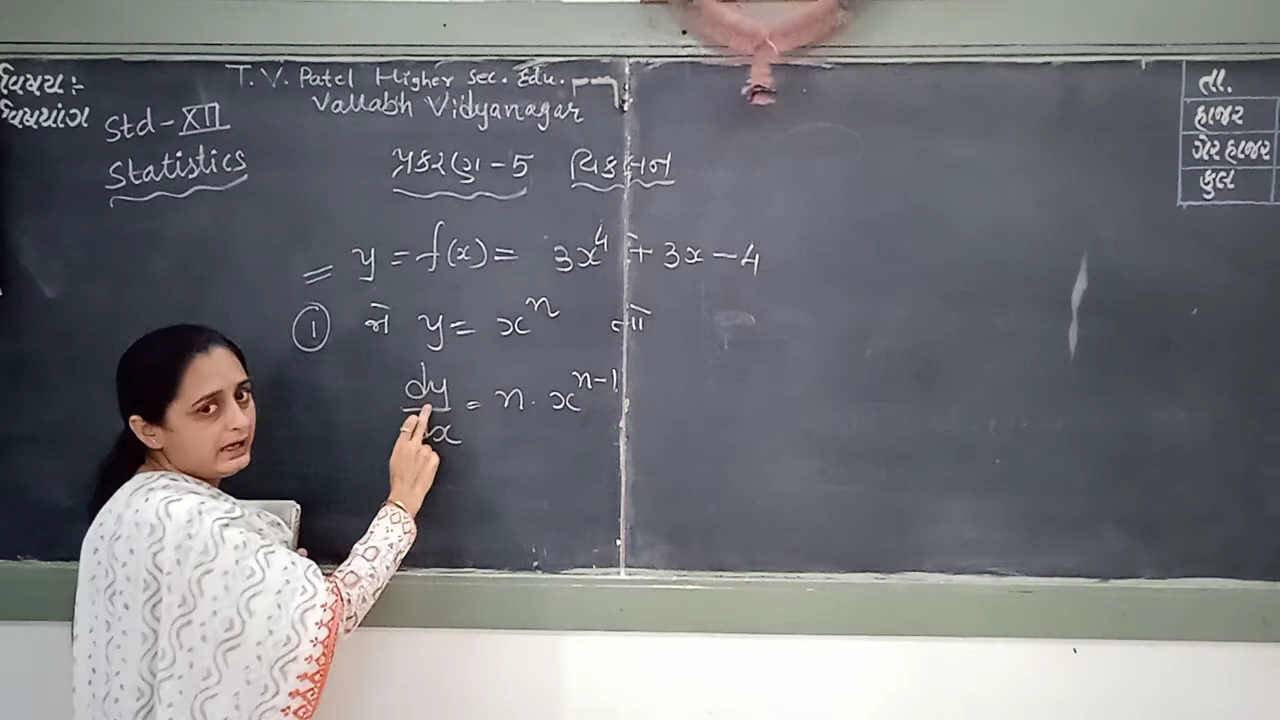 વિષય:-
વિષયાંગ
T. V. Patel Higher Sec. Edu.
Vallabh Vidyanagar
Std-XII
Statistics
પ્રકરણ-5 વિકલન
= y = f(x) = 3x⁴ + 3x - 4
① જો y = xⁿ તો
dy/dx = n · xⁿ⁻¹
તા.
હાજર
ગેરહાજર
કુલ